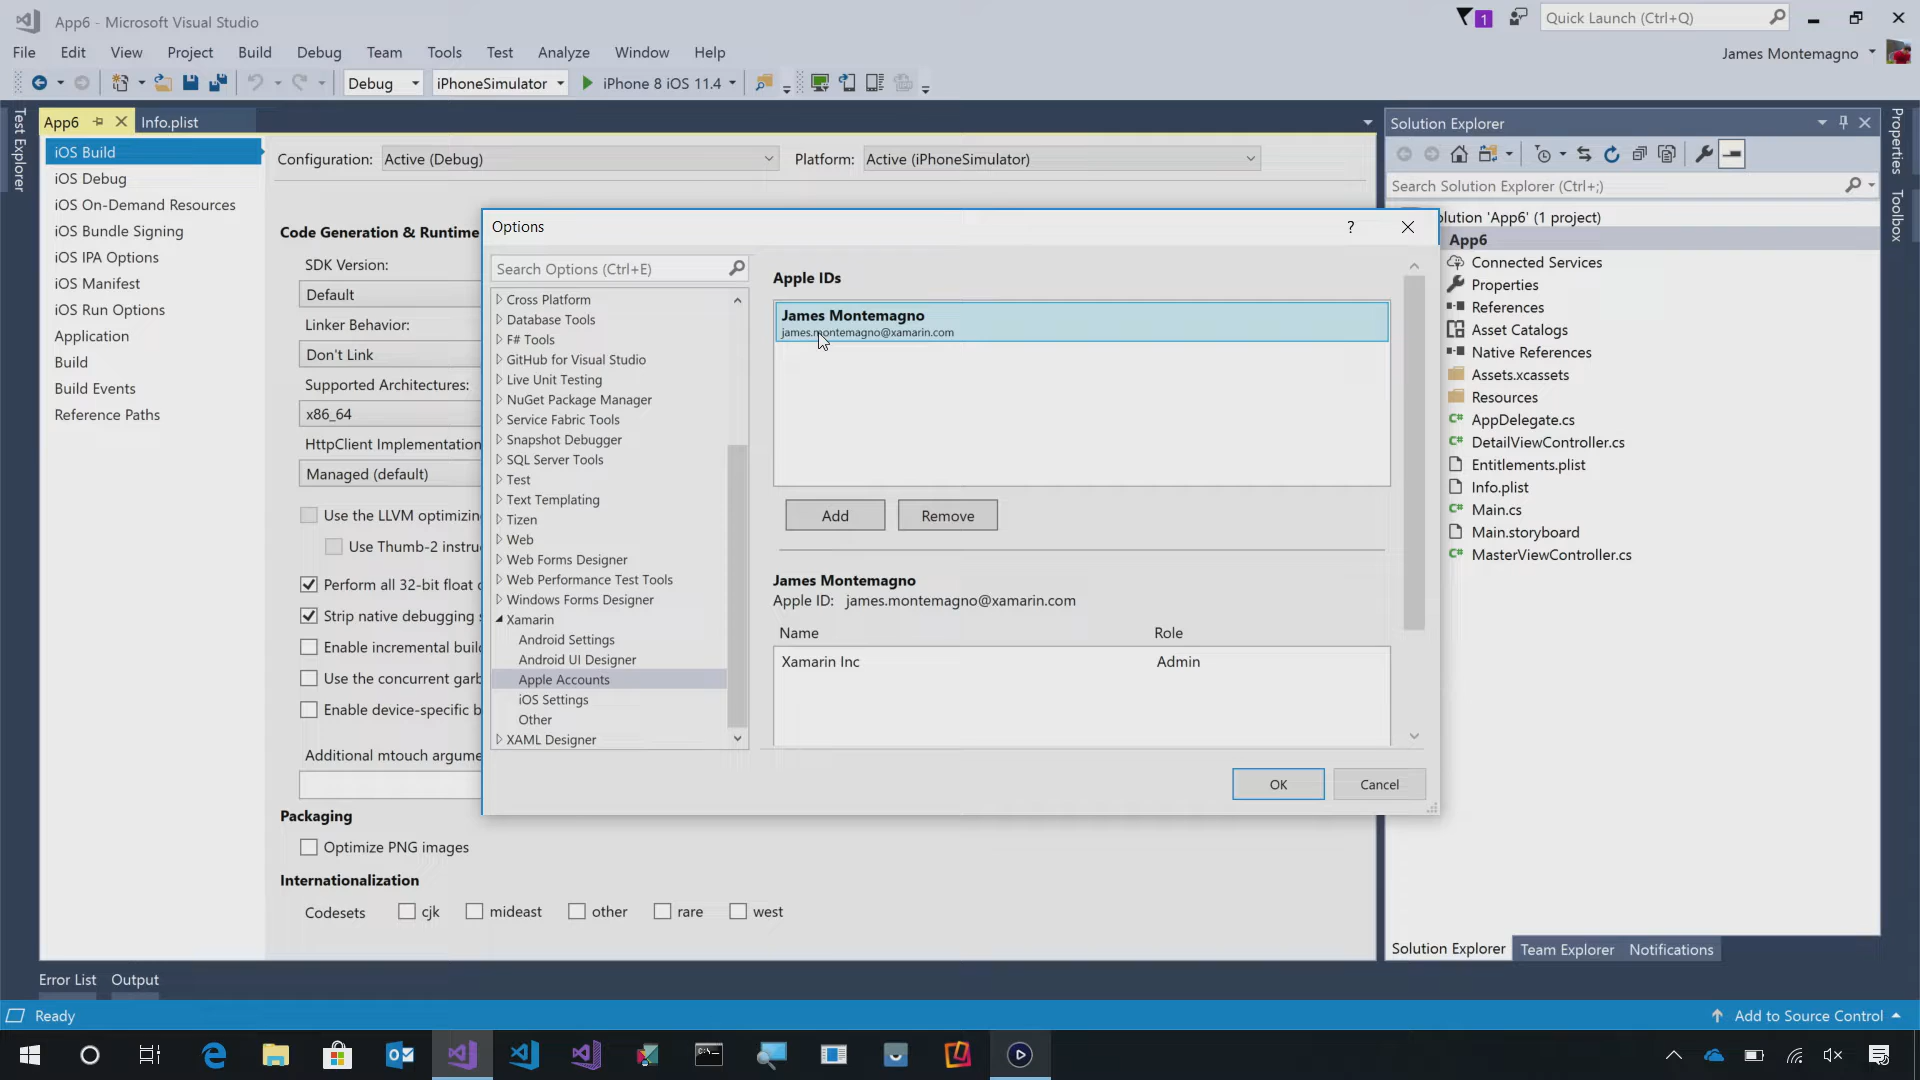 App6 - Microsoft Visual Studio
1
Quick Launch (Ctrl+Q)
File Edit View Project Build Debug Team Tools Test Analyze Window Help
James Montemagno
Debug iPhoneSimulator iPhone 8 iOS 11.4
Test Explorer
App6 Info.plist
iOS Build
iOS Debug
iOS On-Demand Resources
iOS Bundle Signing
iOS IPA Options
iOS Manifest
iOS Run Options
Application
Build
Build Events
Reference Paths
Configuration: Active (Debug) Platform: Active (iPhoneSimulator)
Code Generation & Runtime
SDK Version:
Default
Linker Behavior:
Don't Link
Supported Architectures:
x86_64
HttpClient Implementation
Managed (default)
Use the LLVM optimizin
Use Thumb-2 instru
Perform all 32-bit float
Strip native debugging
Enable incremental buil
Use the concurrent garb
Enable device-specific b
Additional mtouch argume
Packaging
Optimize PNG images
Internationalization
Codesets cjk mideast other rare west
Options
?
Search Options (Ctrl+E)
Cross Platform
Database Tools
F# Tools
GitHub for Visual Studio
Live Unit Testing
NuGet Package Manager
Service Fabric Tools
Snapshot Debugger
SQL Server Tools
Test
Text Templating
Tizen
Web
Web Forms Designer
Web Performance Test Tools
Windows Forms Designer
Xamarin
Android Settings
Android UI Designer
Apple Accounts
iOS Settings
Other
XAML Designer
Apple IDs
James Montemagno
james.montemagno@xamarin.com
Add Remove
James Montemagno
Apple ID: james.montemagno@xamarin.com
Name Role
Xamarin Inc Admin
OK Cancel
Solution Explorer
Search Solution Explorer (Ctrl+;)
olution 'App6' (1 project)
App6
Connected Services
Properties
References
Asset Catalogs
Native References
Assets.xcassets
Resources
AppDelegate.cs
DetailViewController.cs
Entitlements.plist
Info.plist
Main.cs
Main.storyboard
MasterViewController.cs
Solution Explorer Team Explorer Notifications
Properties
Toolbox
Error List Output
Ready
Add to Source Control